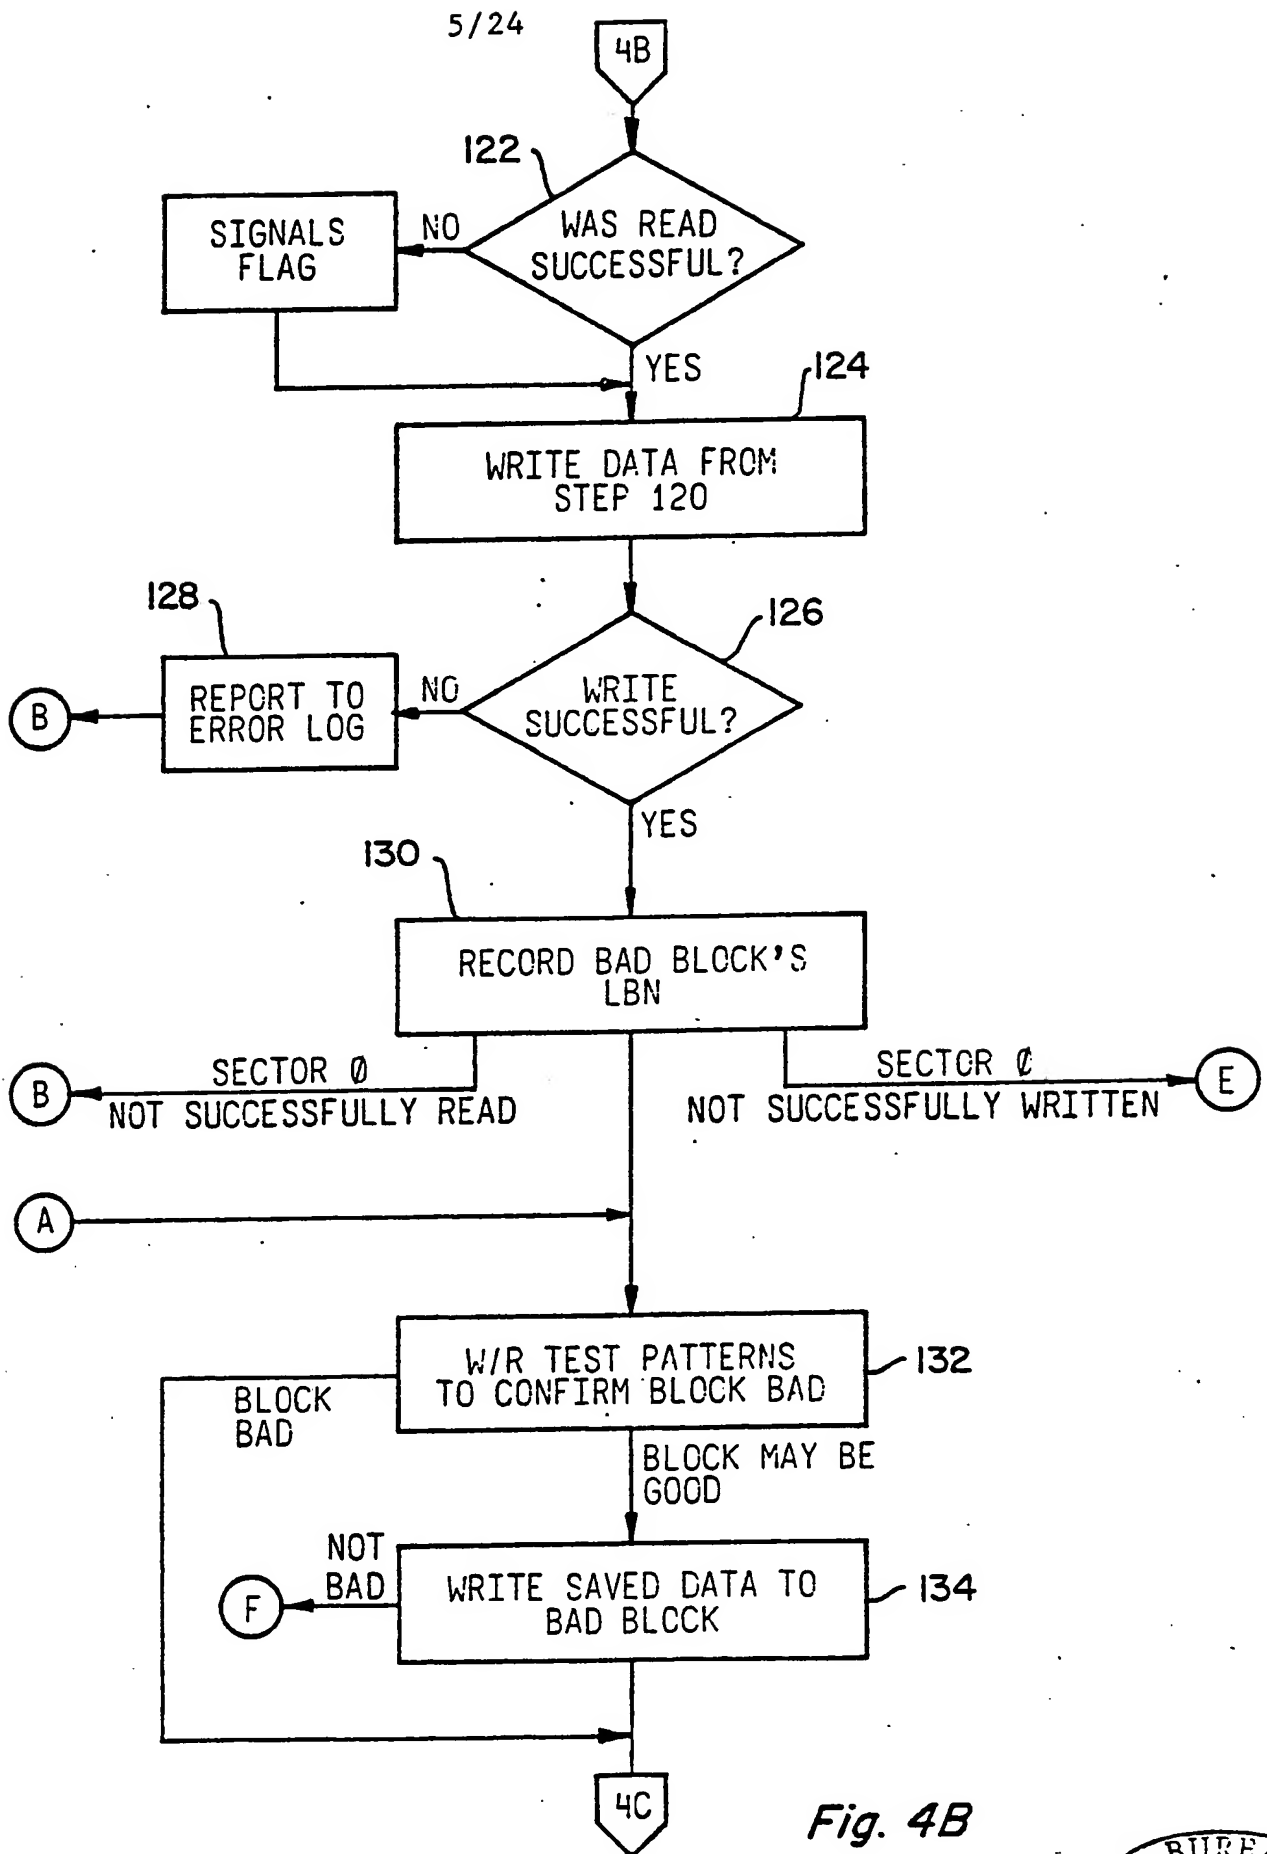 5/24
4B
122
WAS READ
SUCCESSFUL?
NO
SIGNALS
FLAG
YES
124
WRITE DATA FROM
STEP 120
128
126
B
REPORT TO
ERROR LOG
NO
WRITE
SUCCESSFUL?
YES
130
RECORD BAD BLOCK'S
LBN
B
SECTOR Ø
NOT SUCCESSFULLY READ
SECTOR Ø
NOT SUCCESSFULLY WRITTEN
E
A
W/R TEST PATTERNS
TO CONFIRM BLOCK BAD
132
BLOCK
BAD
BLOCK MAY BE
GOOD
NOT
BAD
F
WRITE SAVED DATA TO
BAD BLOCK
134
4C
Fig. 4B